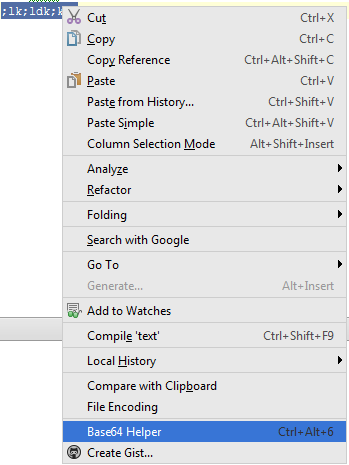 ;lk;ldk;k
Cut Ctrl+X
Copy Ctrl+C
Copy Reference Ctrl+Alt+Shift+C
Paste Ctrl+V
Paste from History... Ctrl+Shift+V
Paste Simple Ctrl+Alt+Shift+V
Column Selection Mode Alt+Shift+Insert
Analyze
Refactor
Folding
Search with Google
Go To
Generate... Alt+Insert
Add to Watches
Compile 'text' Ctrl+Shift+F9
Local History
Compare with Clipboard
File Encoding
Base64 Helper Ctrl+Alt+6
Create Gist...